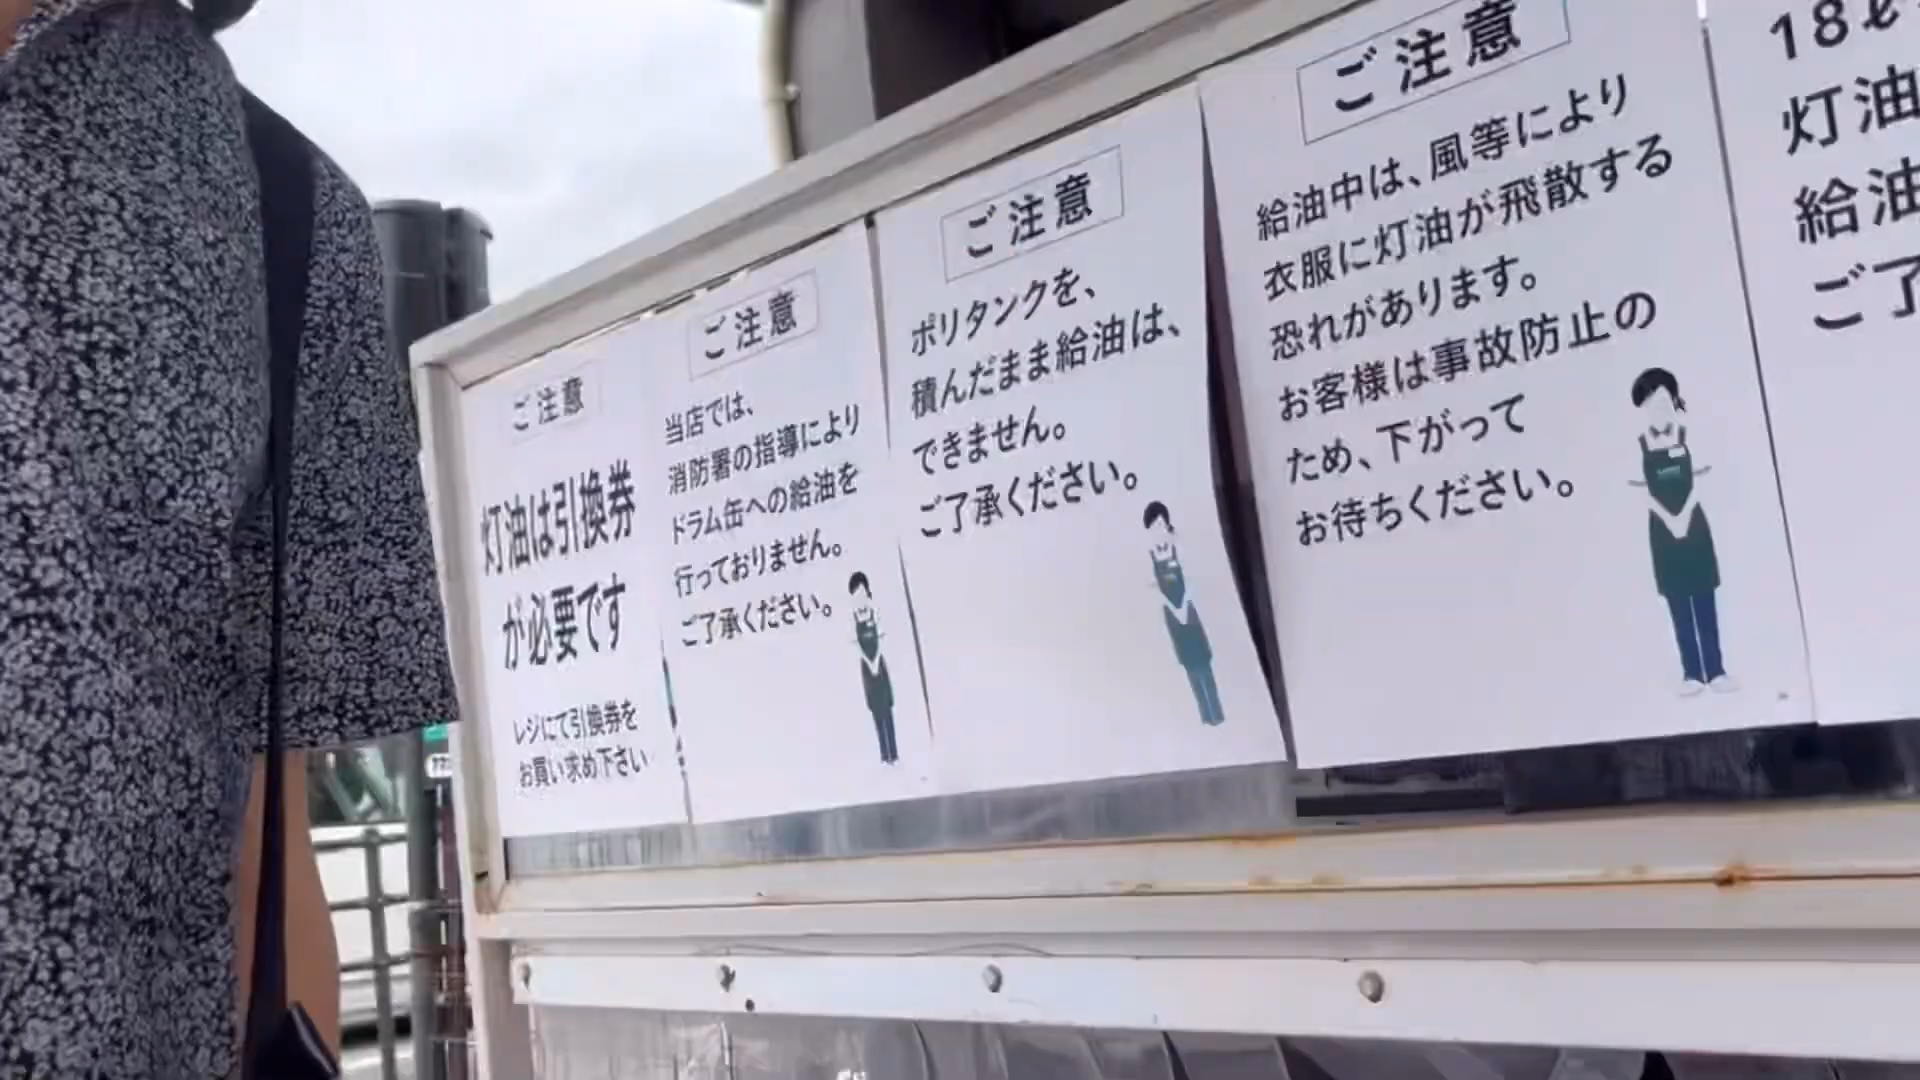 ご注意
灯油は引換券
が必要です
レジにて引換券を
お買い求め下さい
ご注意
当店では、
消防署の指導により
ドラム缶への給油を
行っておりません。
ご了承ください。
ご注意
ポリタンクを、
積んだまま給油は、
できません。
ご了承ください。
ご注意
給油中は、風等により
衣服に灯油が飛散する
恐れがあります。
お客様は事故防止の
ため、下がって
お待ちください。
18ℓ
灯油
給油
ご了